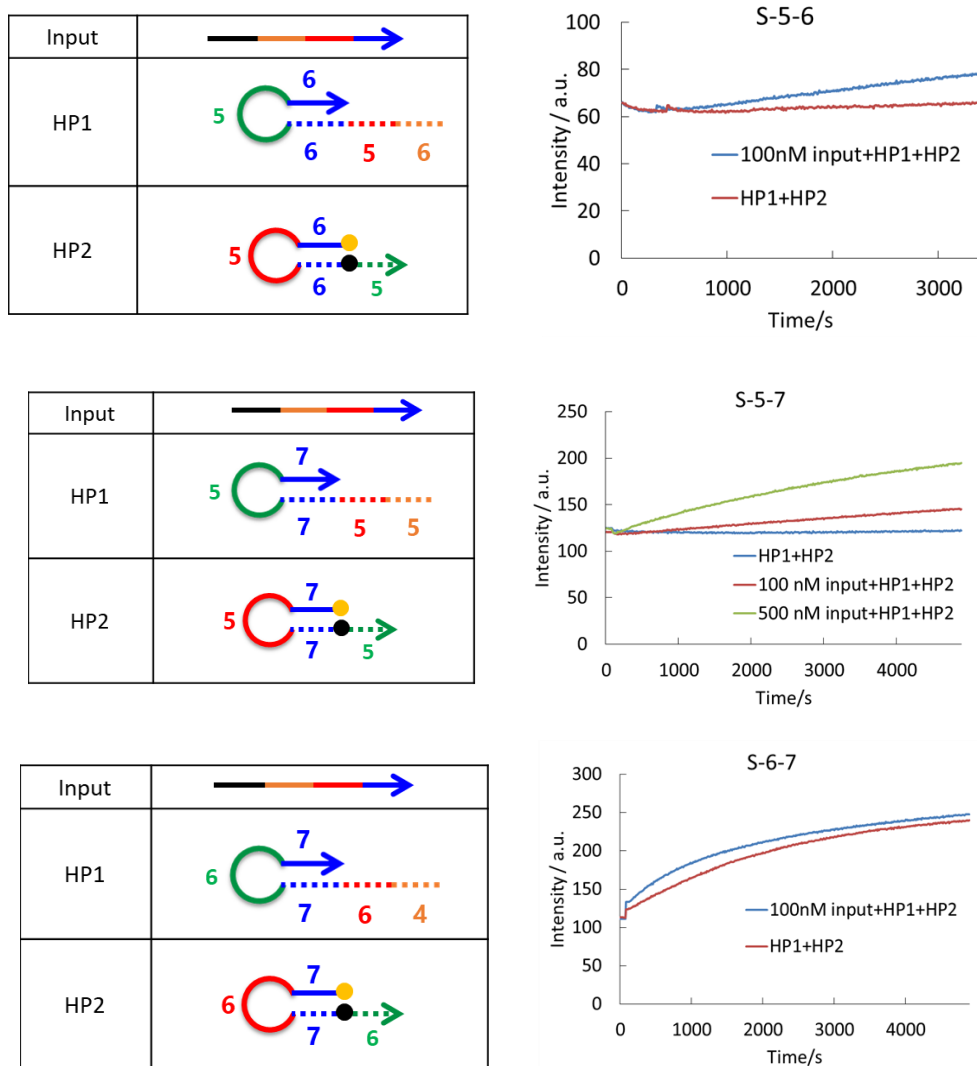 Input
HP1
6
5
6 5 6
HP2
6
5
6
5
S-5-6
Intensity / a.u.
100
80
60
40
20
0
100nM input+HP1+HP2
HP1+HP2
0 1000 2000 3000
Time/s
Input
HP1
7
5
7 5 5
HP2
7
5
7
5
S-5-7
Intensity / a.u.
250
200
150
100
50
0
HP1+HP2
100 nM input+HP1+HP2
500 nM input+HP1+HP2
0 1000 2000 3000 4000
Time/s
Input
HP1
7
6
7 6 4
HP2
7
6
7 6
S-6-7
Intensity / a.u.
300
250
200
150
100
50
0
100nM input+HP1+HP2
HP1+HP2
0 1000 2000 3000 4000
Time/s